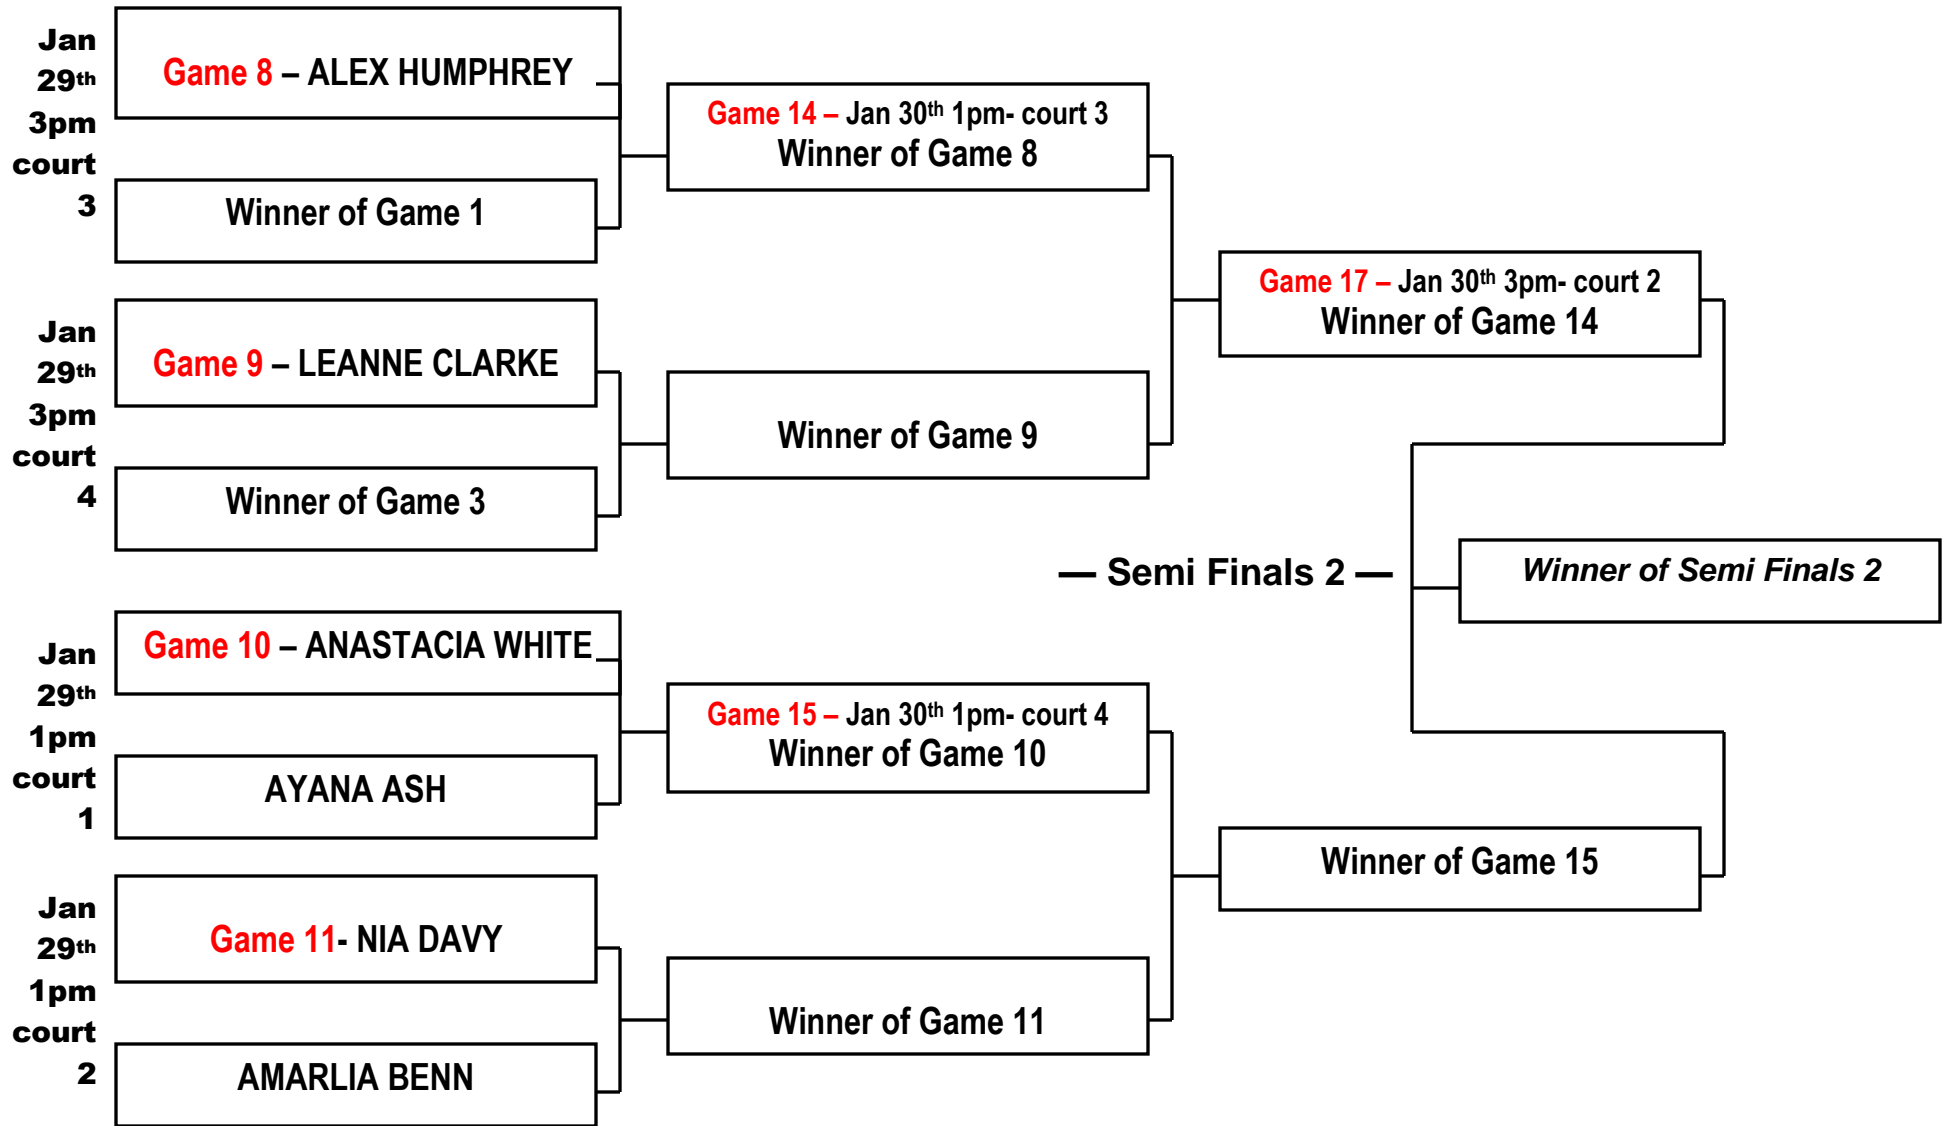 Jan
29th
3pm
court
3
Game 8 – ALEX HUMPHREY
Winner of Game 1
Jan
29th
3pm
court
4
Game 9 – LEANNE CLARKE
Winner of Game 3
Jan
29th
1pm
court
1
Game 10 – ANASTACIA WHITE
AYANA ASH
Jan
29th
1pm
court
2
Game 11- NIA DAVY
AMARLIA BENN
Game 14 – Jan 30th 1pm- court 3
Winner of Game 8
Winner of Game 9
Game 15 – Jan 30th 1pm- court 4
Winner of Game 10
Winner of Game 11
Game 17 – Jan 30th 3pm- court 2
Winner of Game 14
— Semi Finals 2 —
Winner of Game 15
Winner of Semi Finals 2